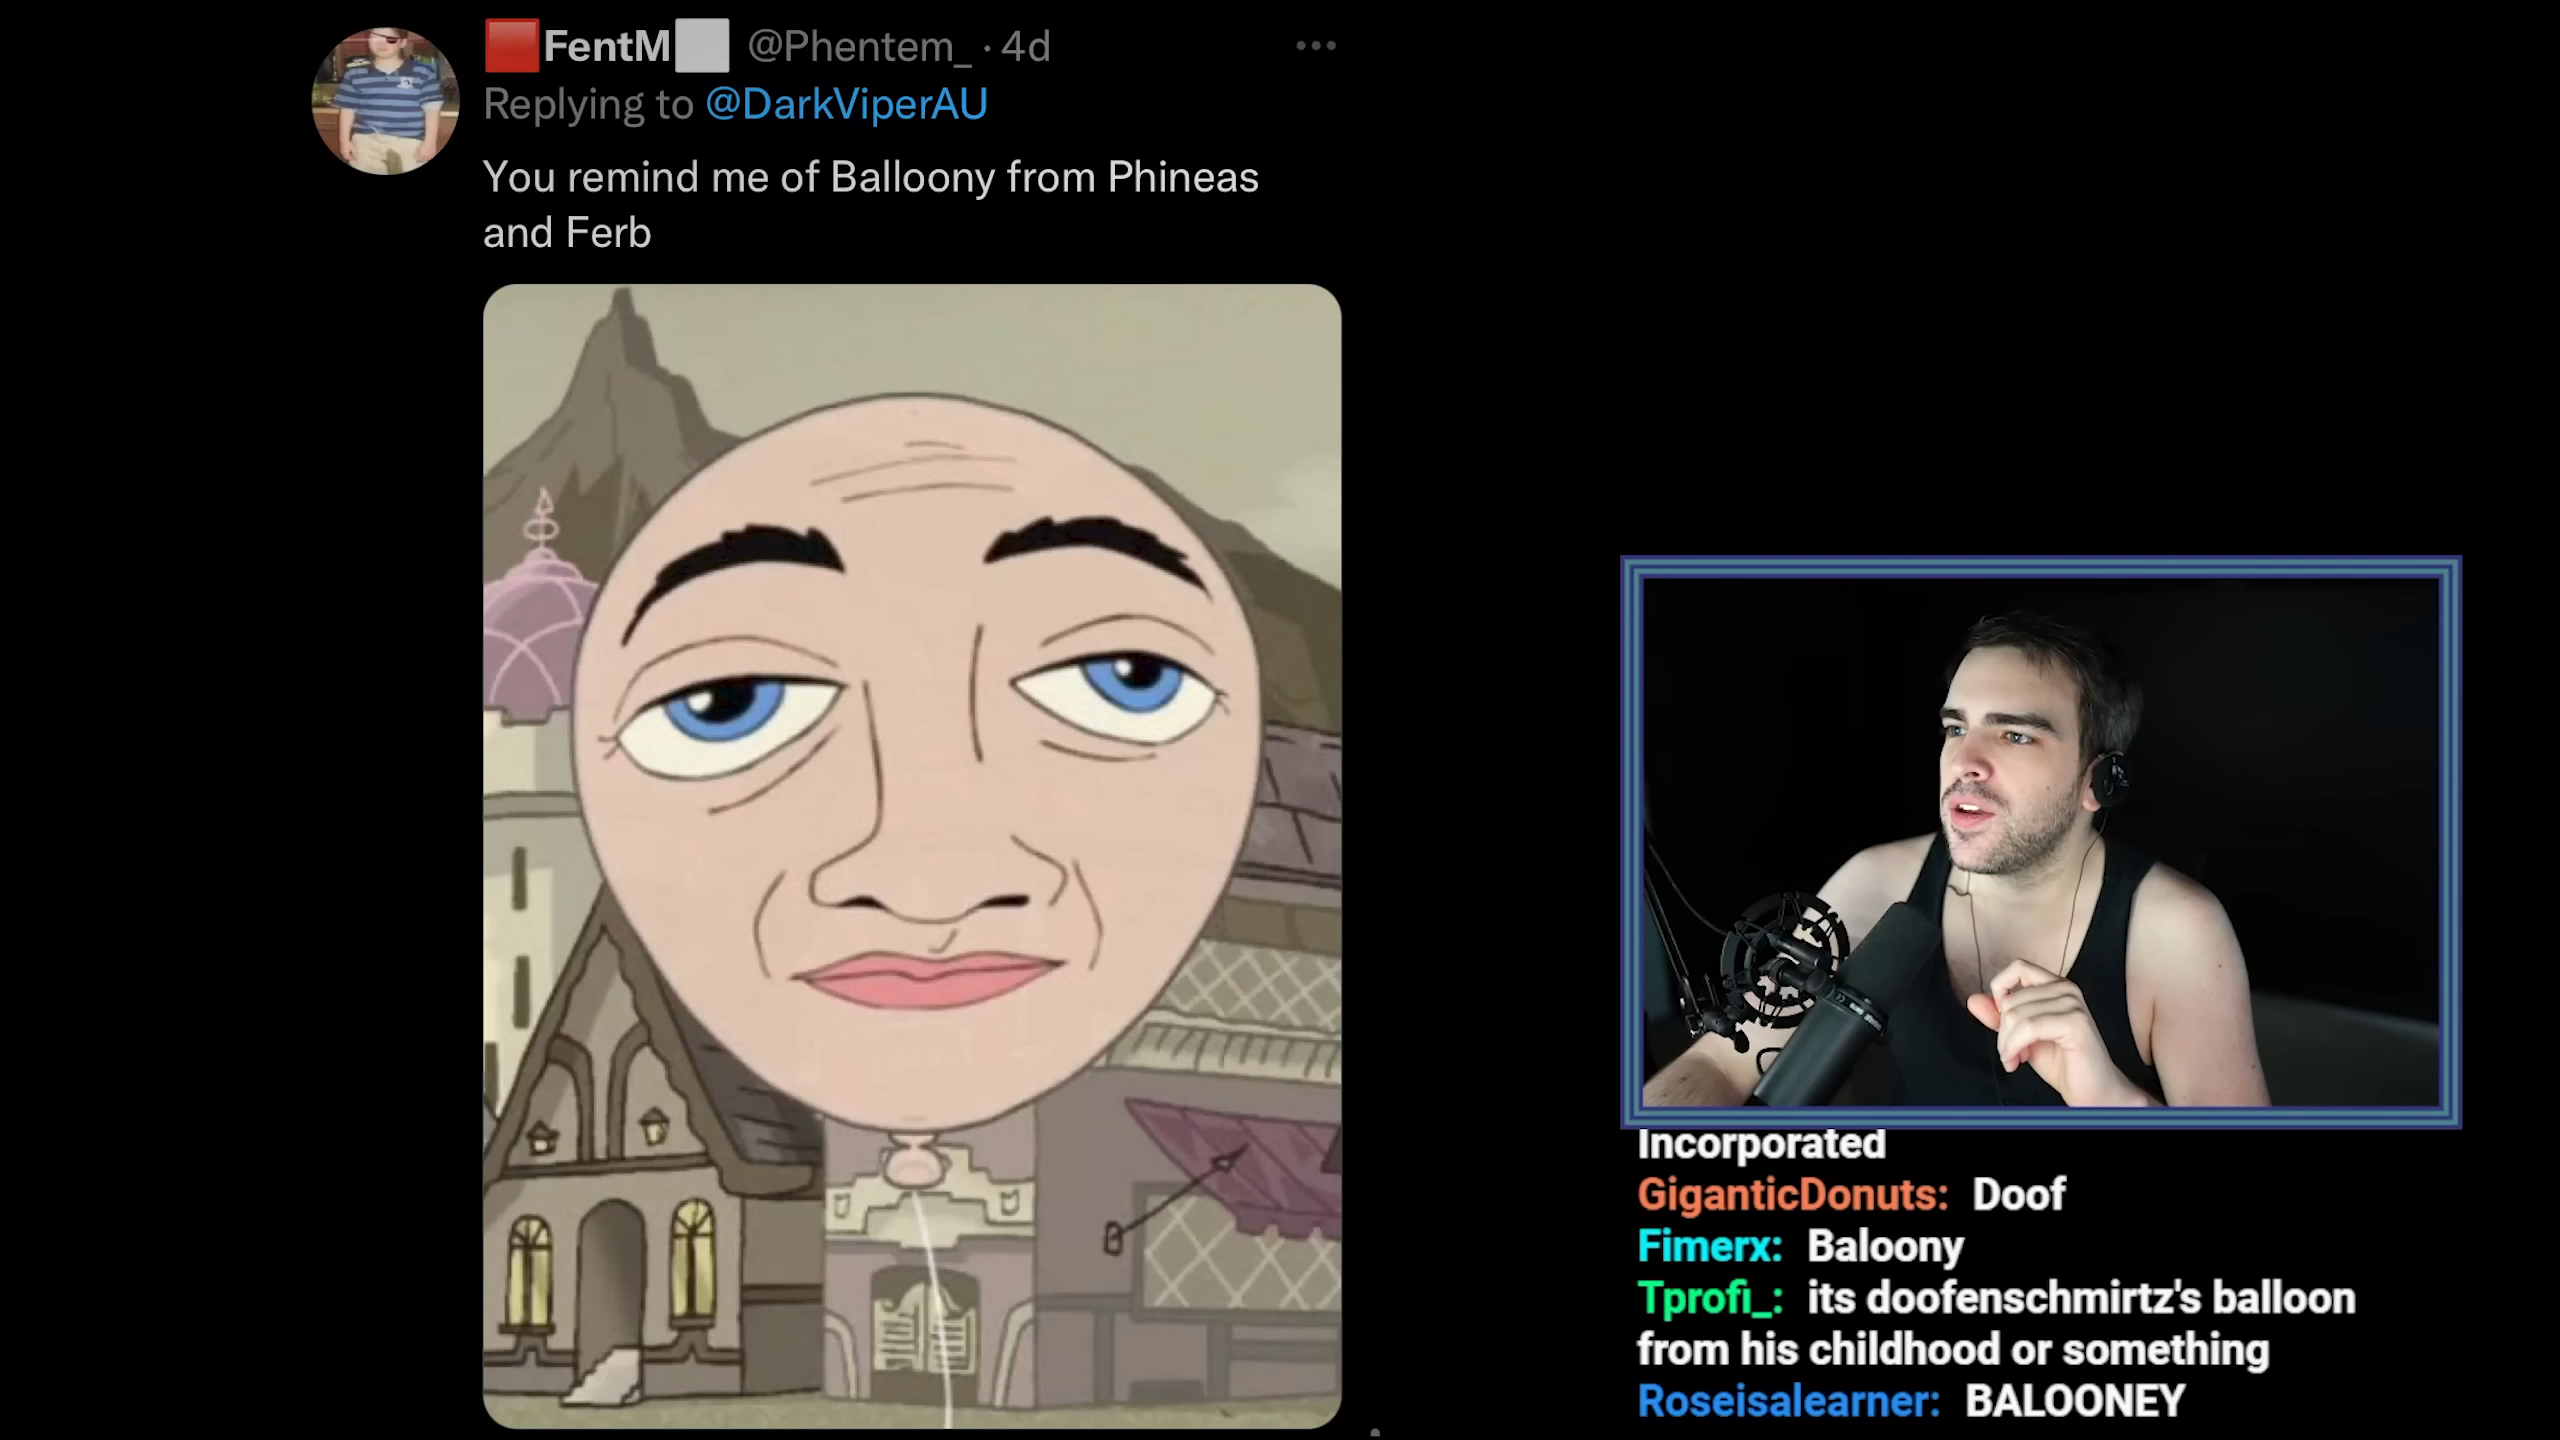 🟥FentM⬜ @Phentem_ · 4d
Replying to @DarkViperAU
You remind me of Balloony from Phineas
and Ferb
Incorporated
GiganticDonuts: Doof
Fimerx: Baloony
Tprofi_: its doofenschmirtz's balloon
from his childhood or something
Roseisalearner: BALOONEY